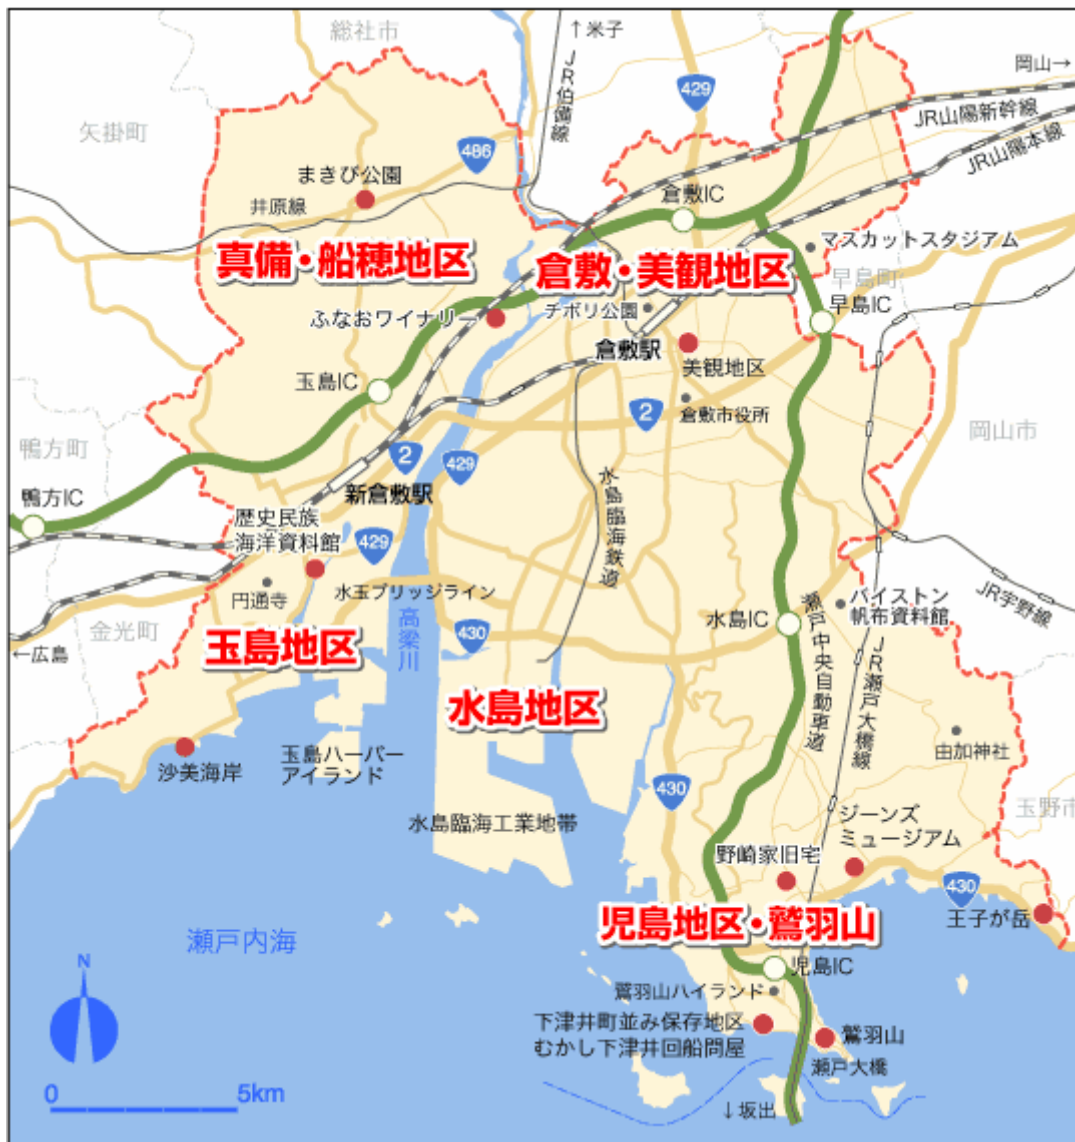 総社市
↑米子
JR伯備線
429
岡山→
JR山陽新幹線
JR山陽本線
矢掛町
486
まきび公園
井原線
倉敷IC
マスカットスタジアム
真備・船穂地区
倉敷・美観地区
早島町
早島IC
チボリ公園
ふなおワイナリー
倉敷駅
美観地区
玉島IC
2
倉敷市役所
岡山市
鴨方町
2
429
新倉敷駅
水島臨海鉄道
鴨方IC
歴史民族
海洋資料館
429
円通寺
水玉ブリッジライン
高梁川
430
水島IC
瀬戸中央自動車道
バイストン
帆布資料館
JR宇野線
JR瀬戸大橋線
金光町
←広島
玉島地区
水島地区
由加神社
沙美海岸
玉島ハーバー
アイランド
430
水島臨海工業地帯
玉野市
ジーンズ
ミュージアム
野崎家旧宅
430
王子が岳
児島地区・鷲羽山
瀬戸内海
児島IC
N
鷲羽山ハイランド
下津井町並み保存地区
むかし下津井回船問屋
鷲羽山
瀬戸大橋
0 5km
↓坂出